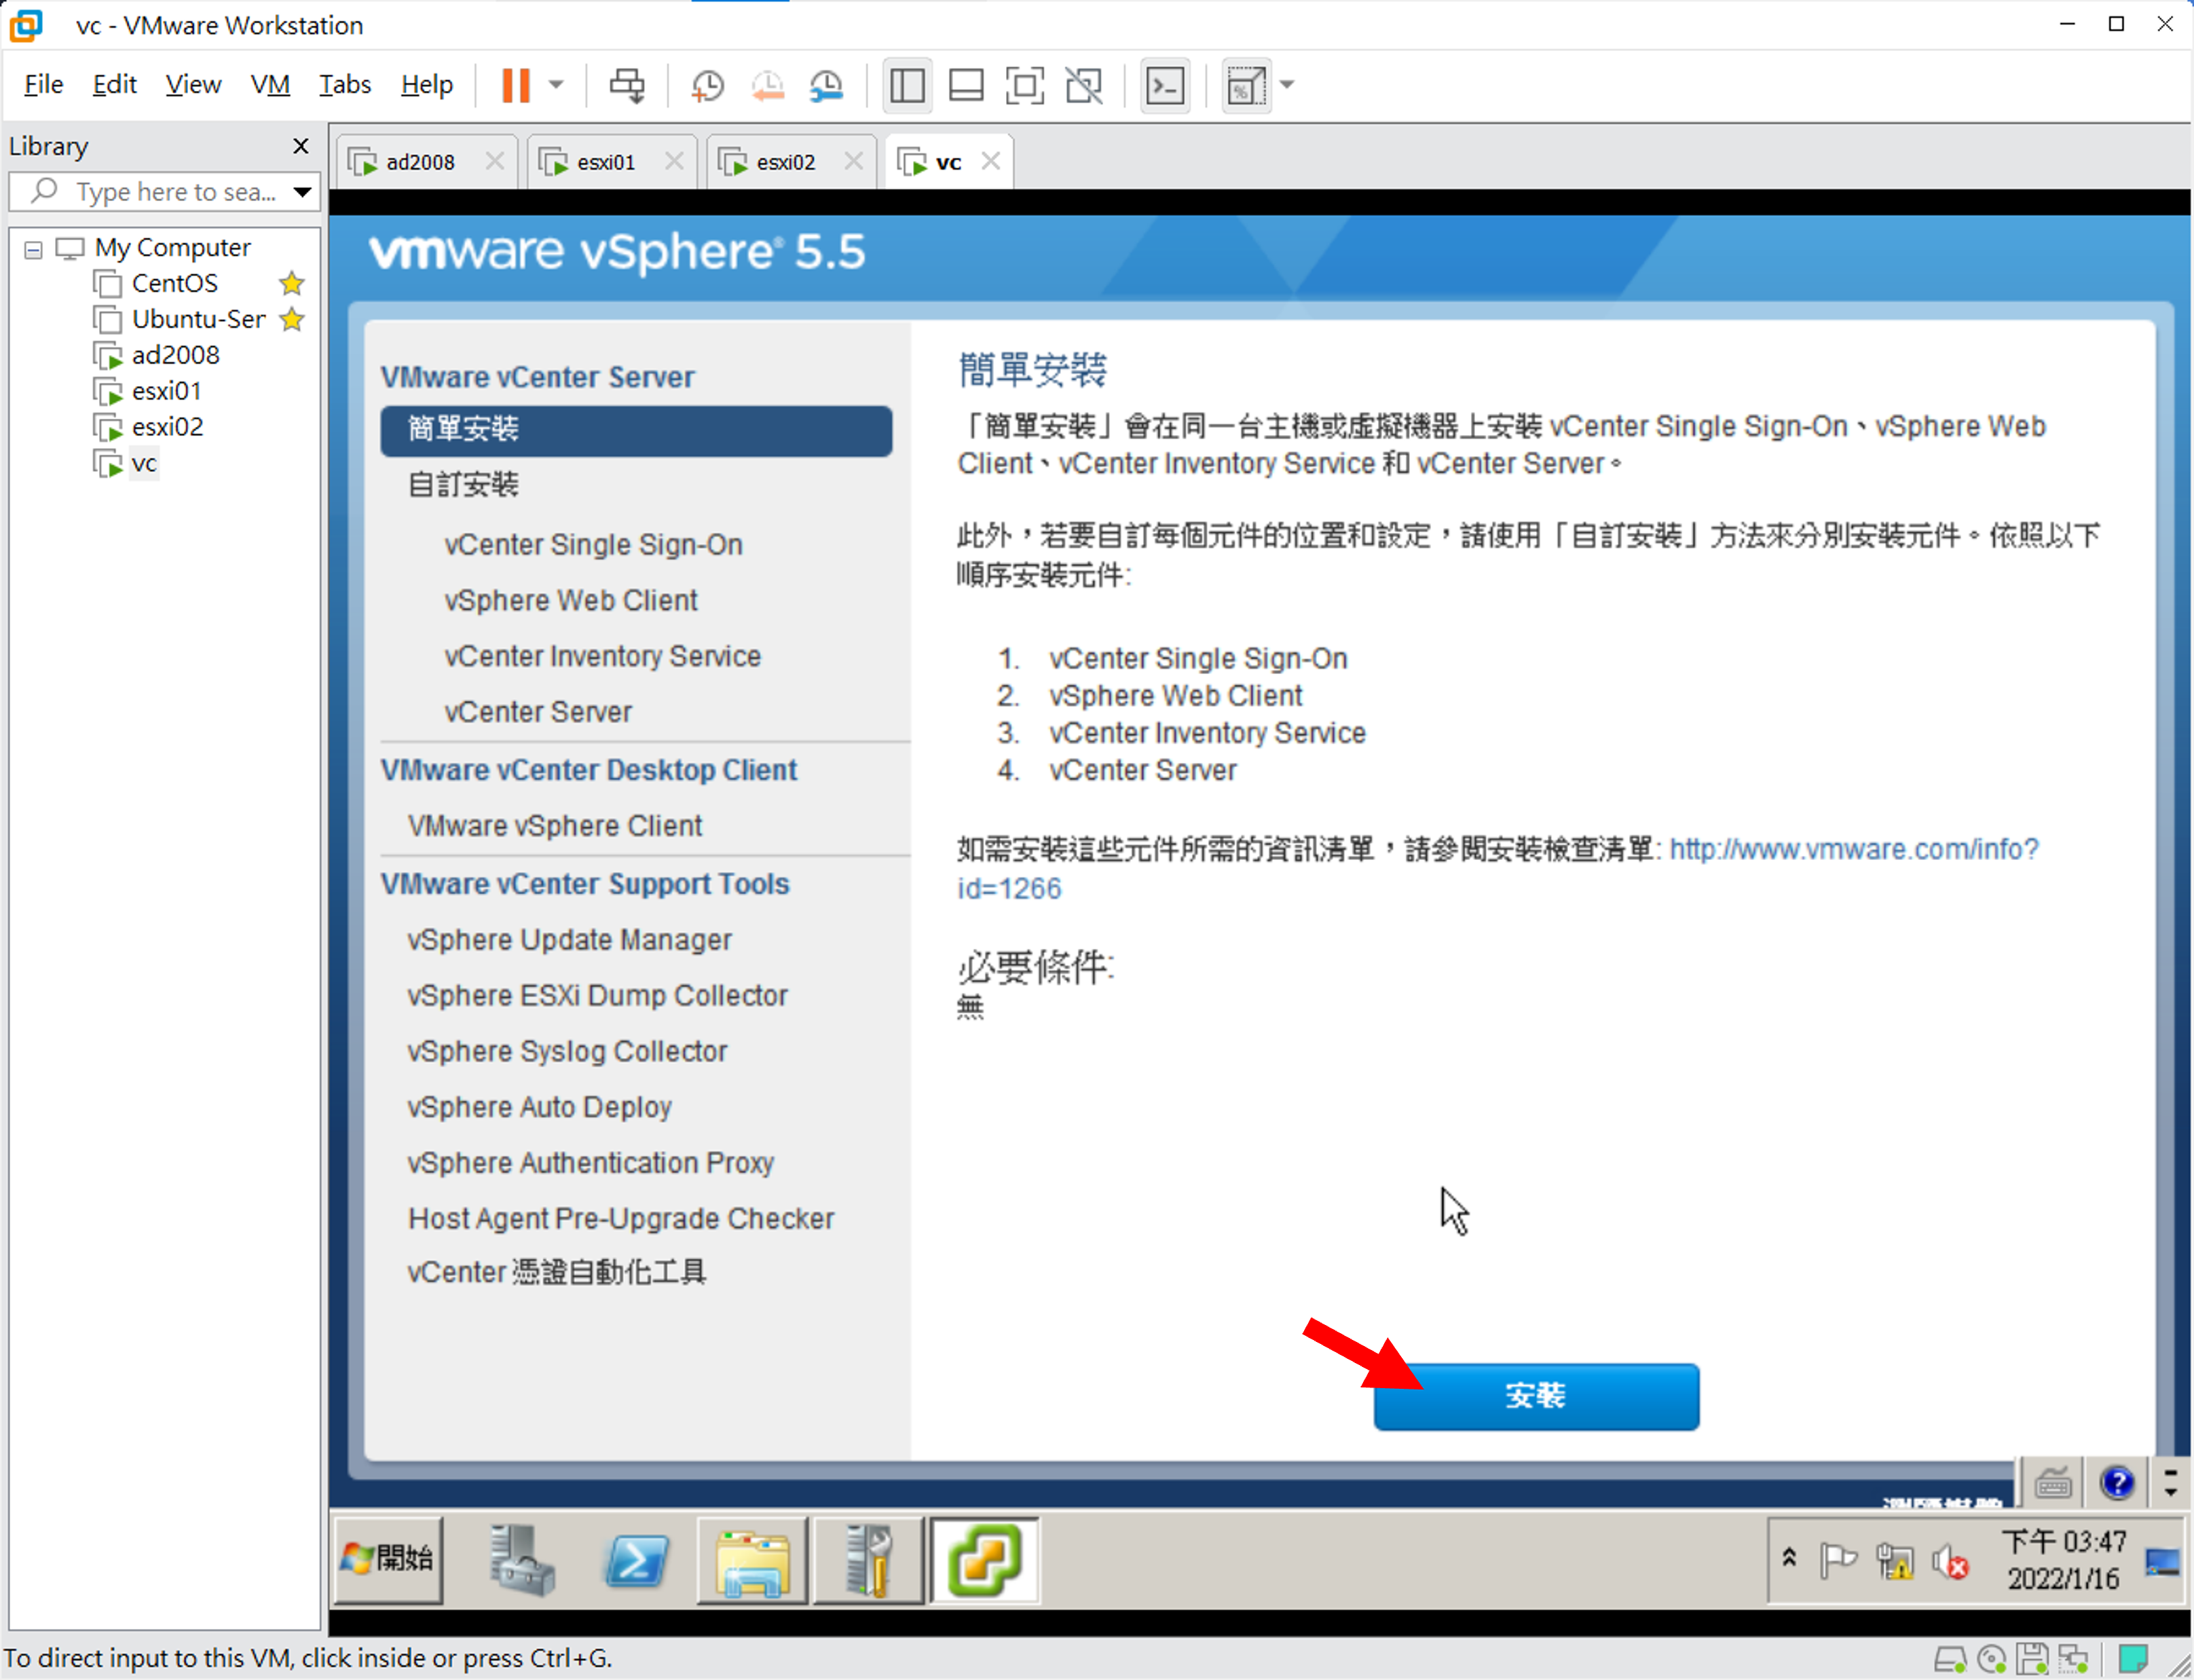 vc - VMware Workstation
File Edit View VM Tabs Help
Library
Type here to sea...
My Computer
CentOS
Ubuntu-Ser
ad2008
esxi01
esxi02
vc
ad2008 esxi01 esxi02 vc
vmware vSphere® 5.5
VMware vCenter Server
簡單安裝
自訂安裝
vCenter Single Sign-On
vSphere Web Client
vCenter Inventory Service
vCenter Server
VMware vCenter Desktop Client
VMware vSphere Client
VMware vCenter Support Tools
vSphere Update Manager
vSphere ESXi Dump Collector
vSphere Syslog Collector
vSphere Auto Deploy
vSphere Authentication Proxy
Host Agent Pre-Upgrade Checker
vCenter 憑證自動化工具
簡單安裝
「簡單安裝」會在同一台主機或虛擬機器上安裝 vCenter Single Sign-On、vSphere Web
Client、vCenter Inventory Service 和 vCenter Server。
此外，若要自訂每個元件的位置和設定，請使用「自訂安裝」方法來分別安裝元件。依照以下
順序安裝元件:
1. vCenter Single Sign-On
2. vSphere Web Client
3. vCenter Inventory Service
4. vCenter Server
如需安裝這些元件所需的資訊清單，請參閱安裝檢查清單: http://www.vmware.com/info?
id=1266
必要條件:
無
安裝
開始
下午 03:47
2022/1/16
To direct input to this VM, click inside or press Ctrl+G.